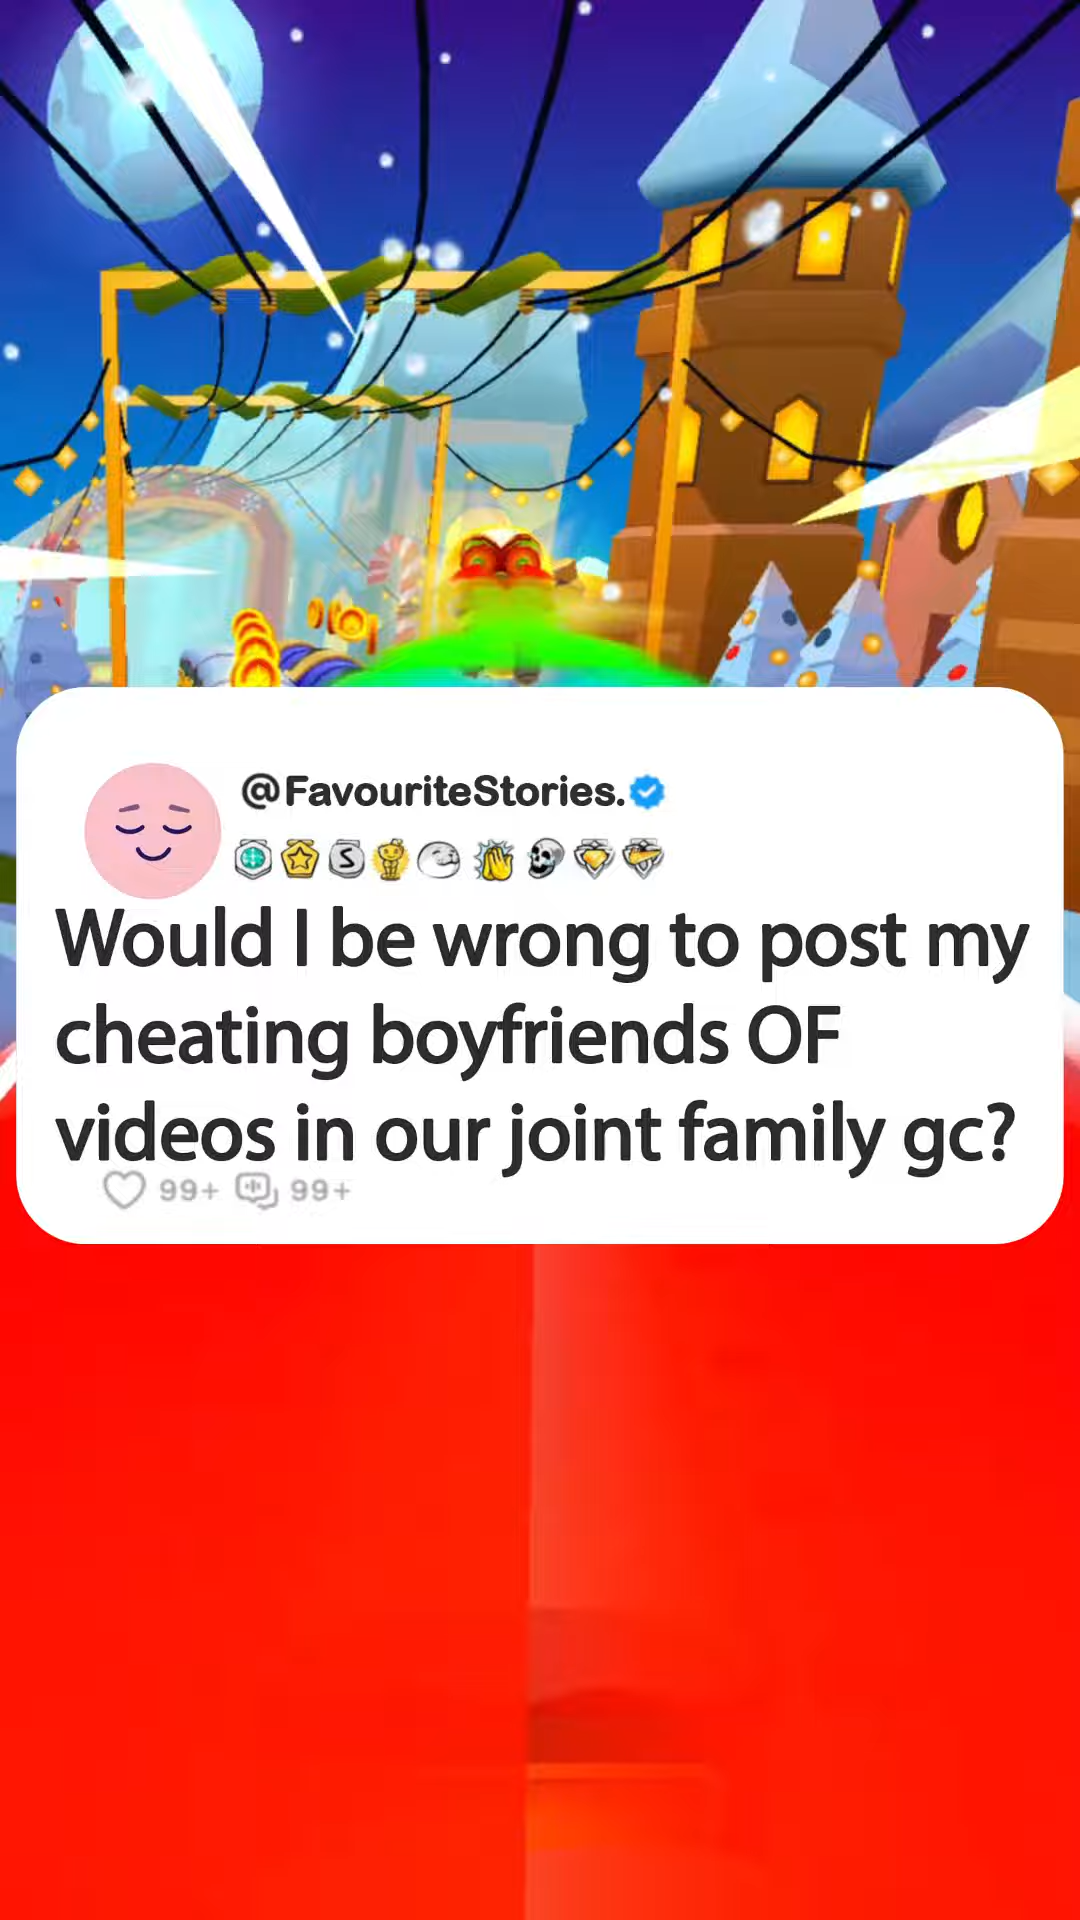 @FavouriteStories.
Would I be wrong to post my
cheating boyfriends OF
videos in our joint family gc?
99+ 99+